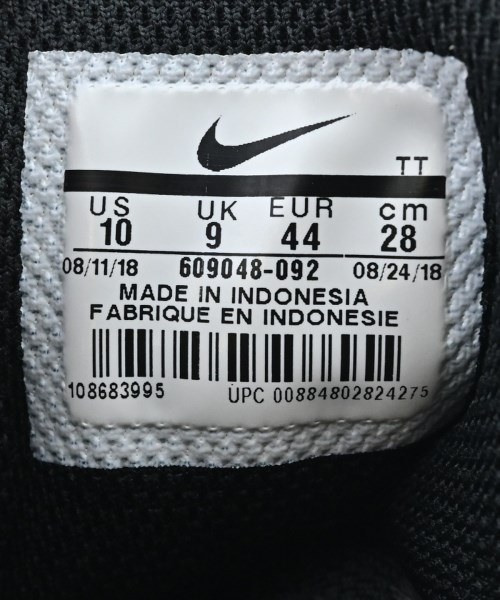 TT
US UK EUR cm
10 9 44 28
08/11/18 609048-092 08/24/18
MADE IN INDONESIA
FABRIQUE EN INDONESIE
108683995 UPC 00884802824275